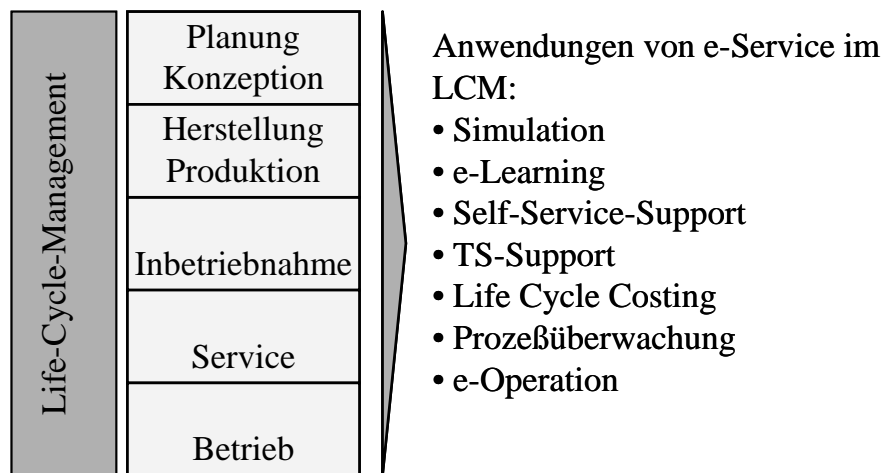 Life-Cycle-Management
Planung
Konzeption
Herstellung
Produktion
Inbetriebnahme
Service
Betrieb
Anwendungen von e-Service im
LCM:
• Simulation
• e-Learning
• Self-Service-Support
• TS-Support
• Life Cycle Costing
• Prozeßüberwachung
• e-Operation